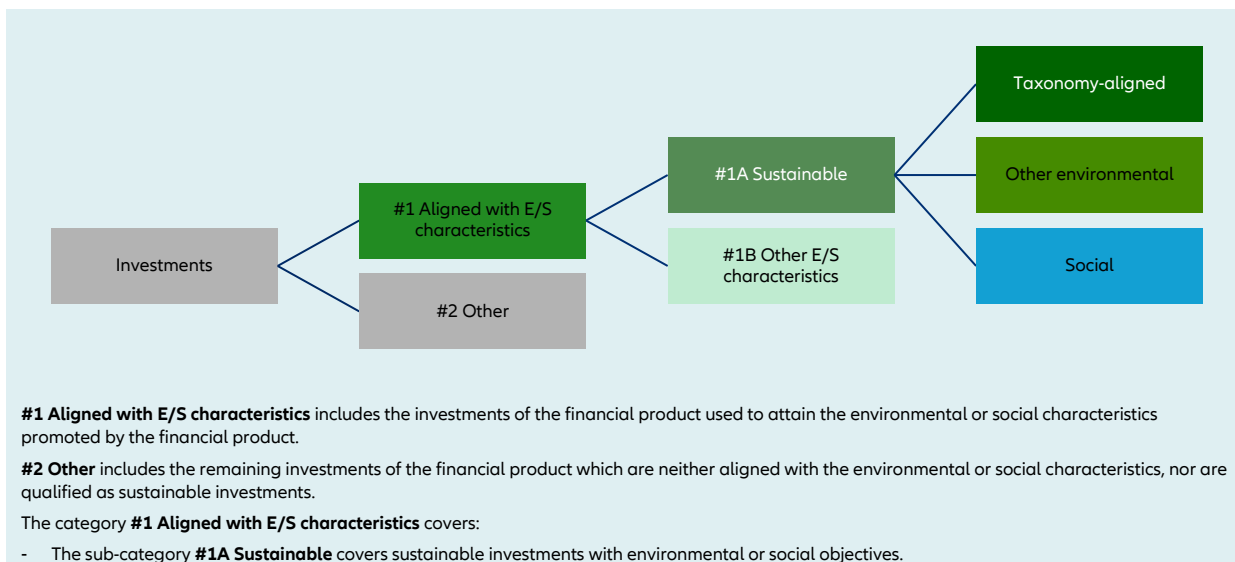 Taxonomy-aligned
#1A Sustainable
Other environmental
#1 Aligned with E/S
characteristics
Investments
#1B Other E/S
characteristics
Social
#2 Other
#1 Aligned with E/S characteristics includes the investments of the financial product used to attain the environmental or social characteristics
promoted by the financial product.
#2 Other includes the remaining investments of the financial product which are neither aligned with the environmental or social characteristics, nor are
qualified as sustainable investments.
The category #1 Aligned with E/S characteristics covers:
- The sub-category #1A Sustainable covers sustainable investments with environmental or social objectives.